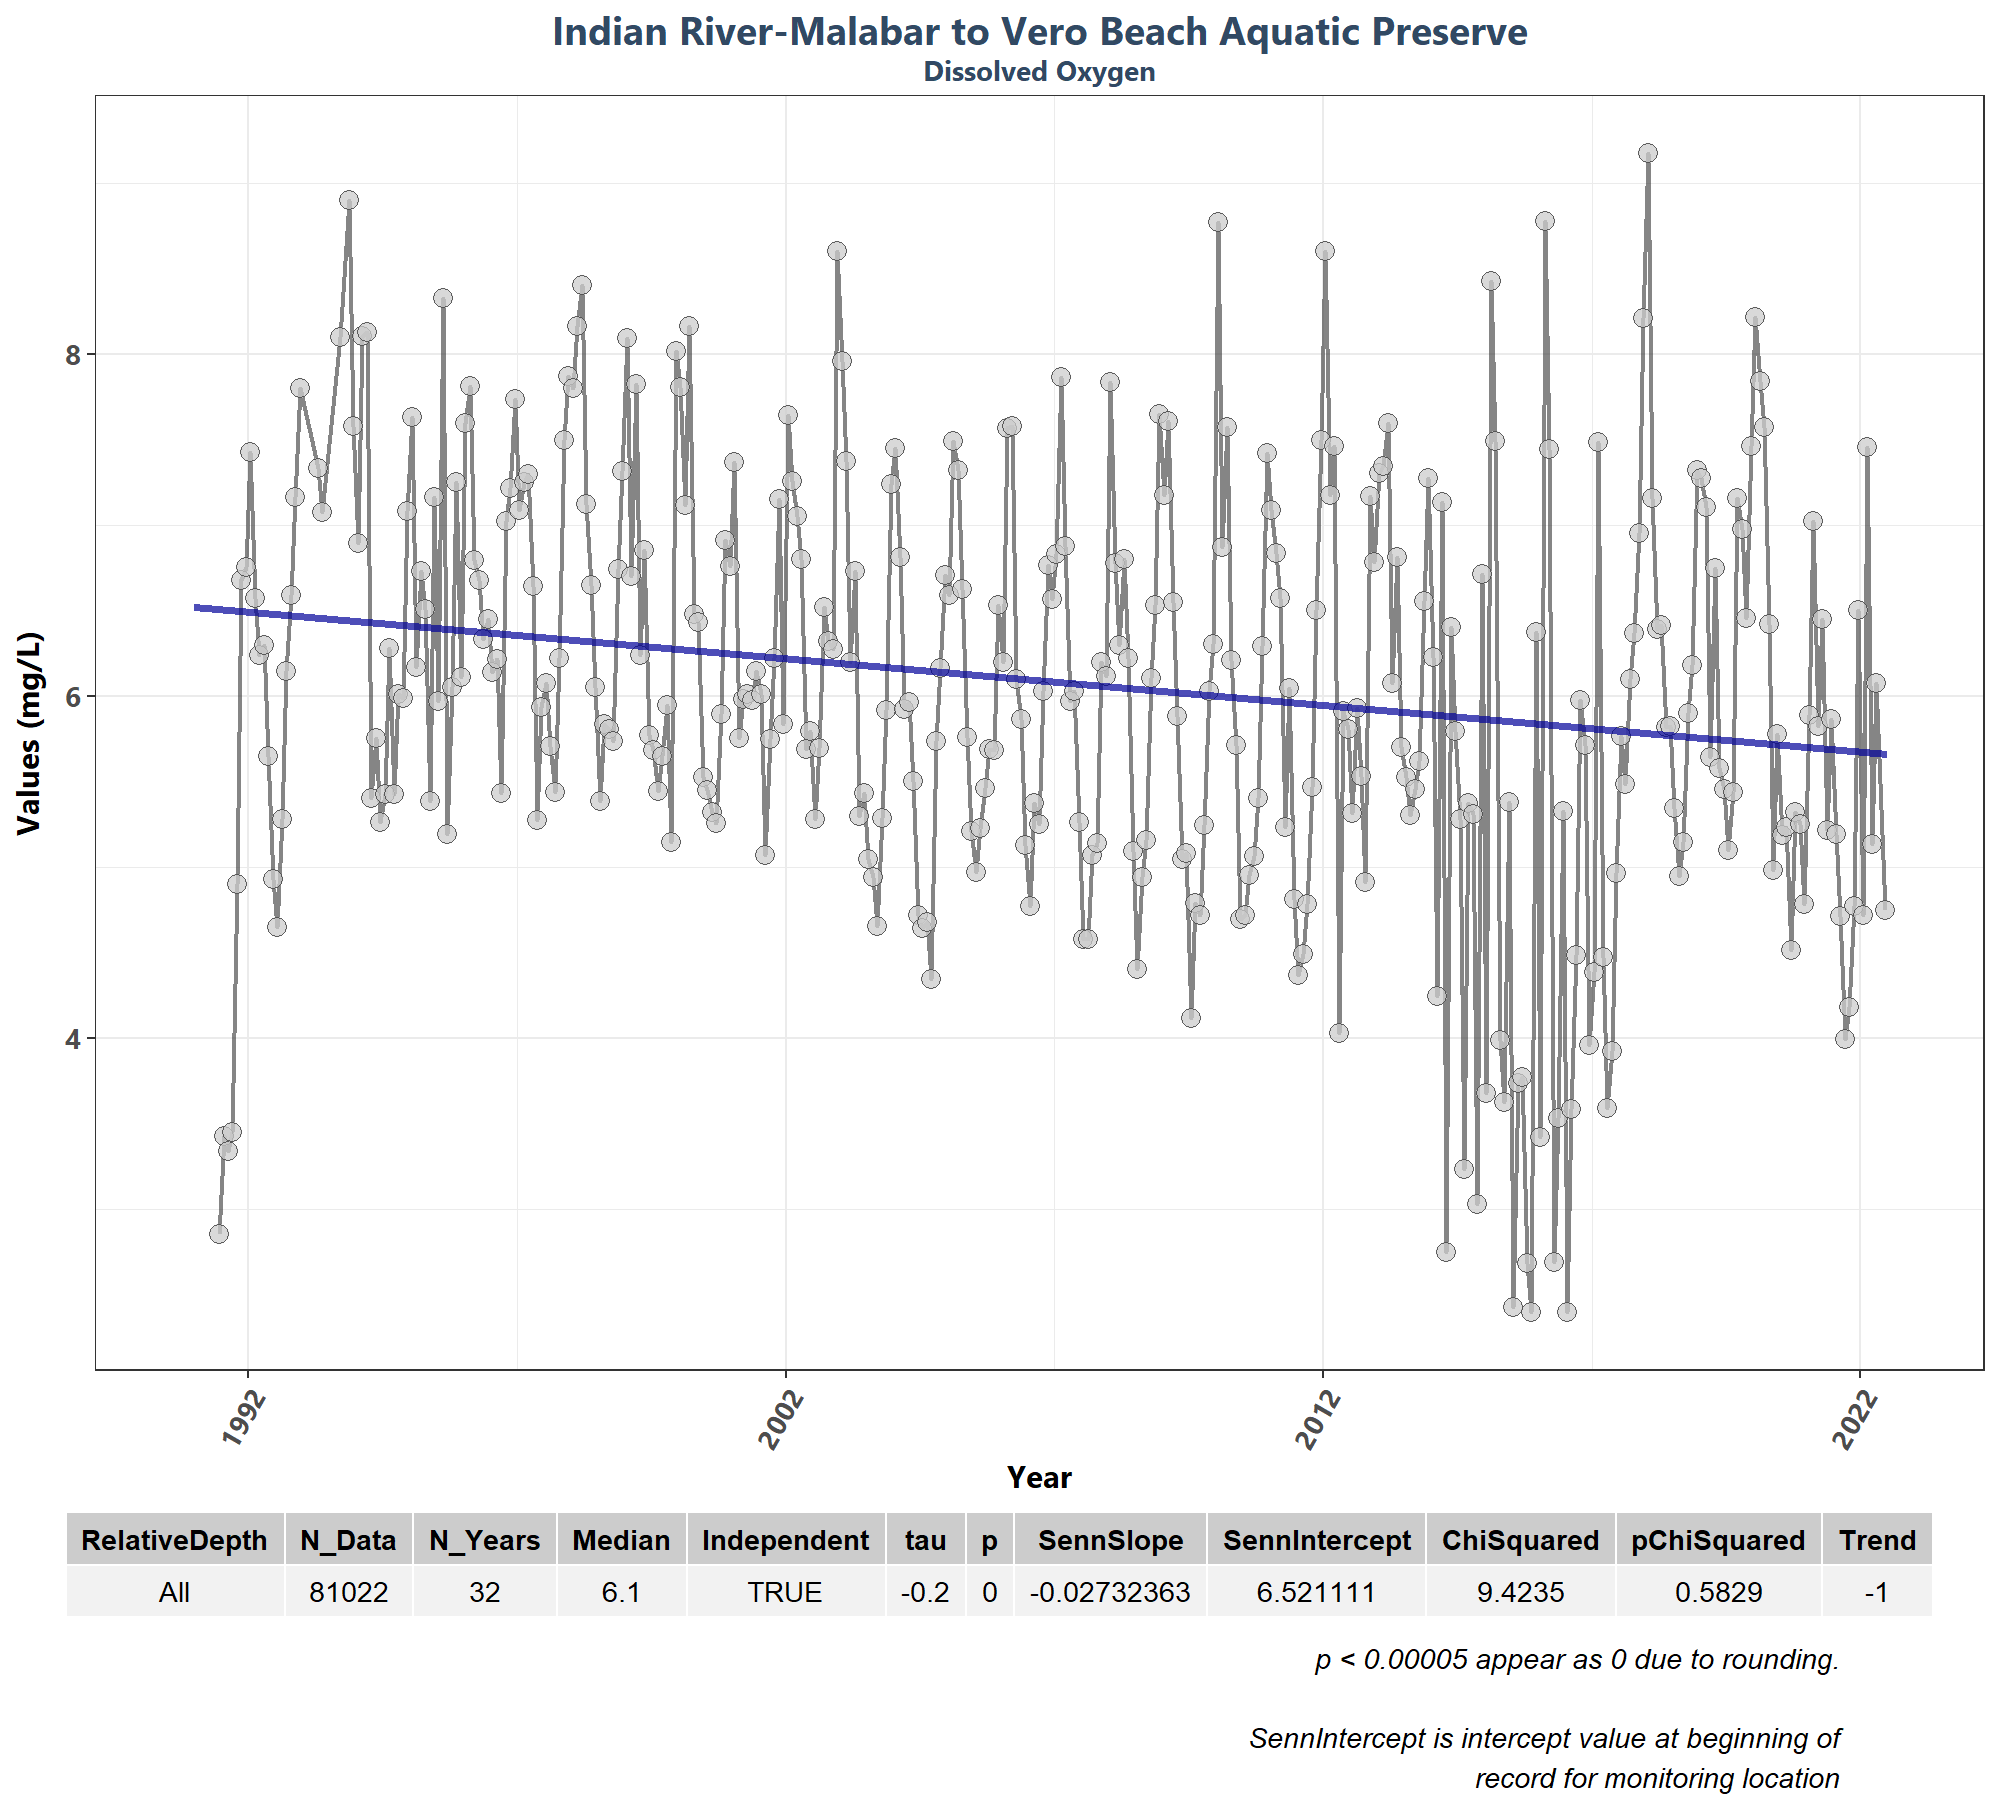 Indian River-Malabar to Vero Beach Aquatic Preserve
Dissolved Oxygen
Values (mg/L)
8
6
4
1992
2002
2012
2022
Year
RelativeDepth N_Data N_Years Median Independent tau p SennSlope SennIntercept ChiSquared pChiSquared Trend
All 81022 32 6.1 TRUE -0.2 0 -0.02732363 6.521111 9.4235 0.5829 -1
p < 0.00005 appear as 0 due to rounding.
SennIntercept is intercept value at beginning of
record for monitoring location